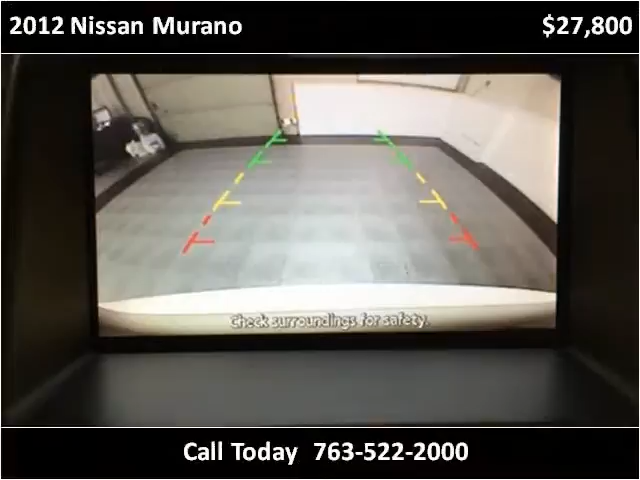 2012 Nissan Murano
$27,800
Check surroundings for safety.
Call Today 763-522-2000